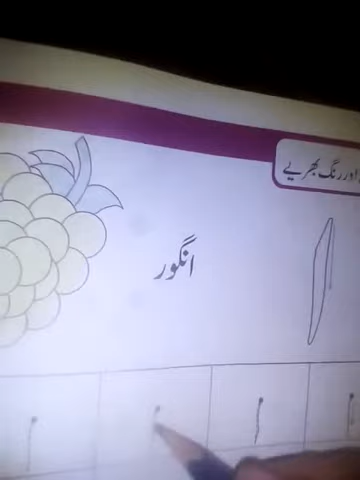 اور رنگ بھریے
ا
انگور